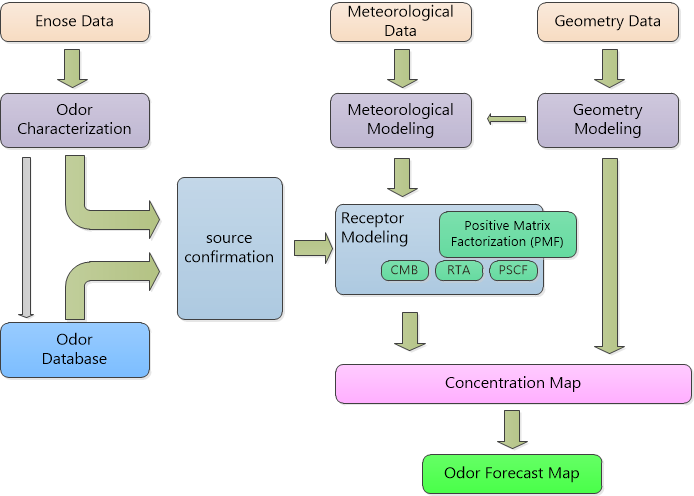 Enose Data
Meteorological
Data
Geometry Data
Odor
Characterization
Meteorological
Modeling
Geometry
Modeling
source
confirmation
Receptor
Modeling
Positive Matrix
Factorization (PMF)
CMB
RTA
PSCF
Odor
Database
Concentration Map
Odor Forecast Map